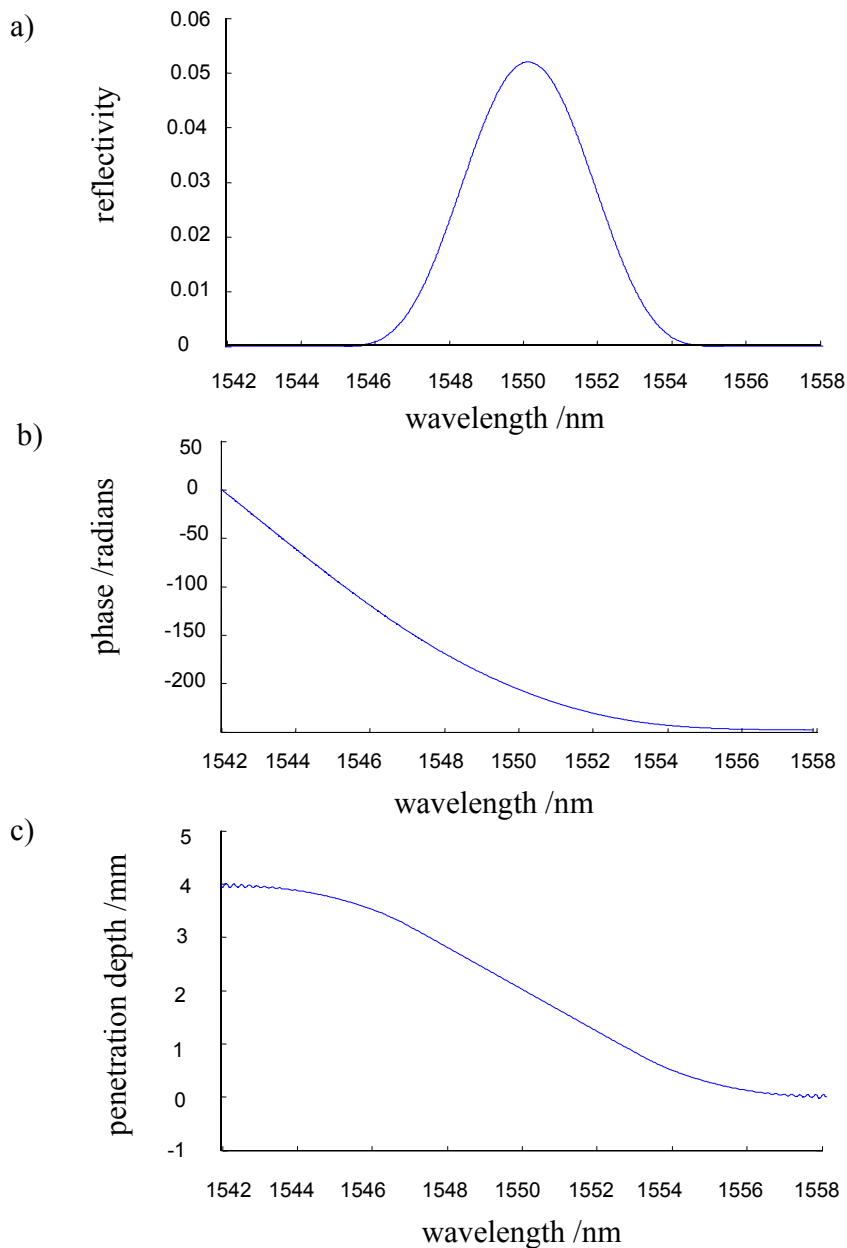 a)
reflectivity
0.06
0.05
0.04
0.03
0.02
0.01
0
1542 1544 1546 1548 1550 1552 1554 1556 1558
wavelength /nm
b)
phase /radians
50
0
-50
-100
-150
-200
1542 1544 1546 1548 1550 1552 1554 1556 1558
wavelength /nm
c)
penetration depth /mm
5
4
3
2
1
0
-1
1542 1544 1546 1548 1550 1552 1554 1556 1558
wavelength /nm